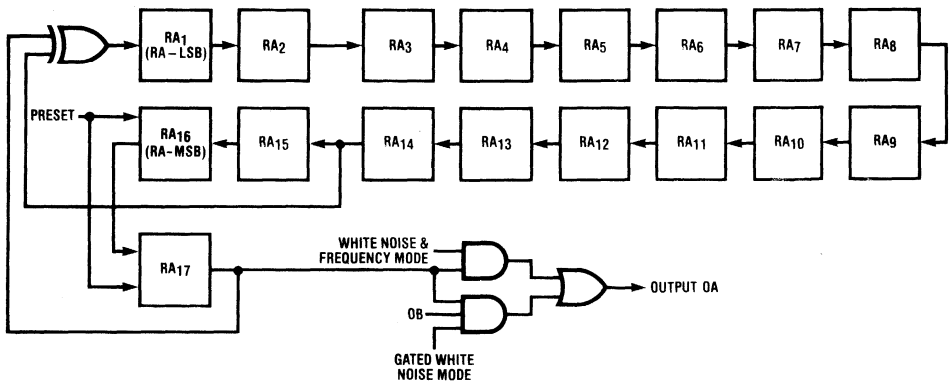 RA1
(RA-LSB)
RA2
RA3
RA4
RA5
RA6
RA7
RA8
PRESET
RA16
(RA-MSB)
RA15
RA14
RA13
RA12
RA11
RA10
RA9
RA17
WHITE NOISE &
FREQUENCY MODE
OUTPUT OA
OB
GATED WHITE
NOISE MODE